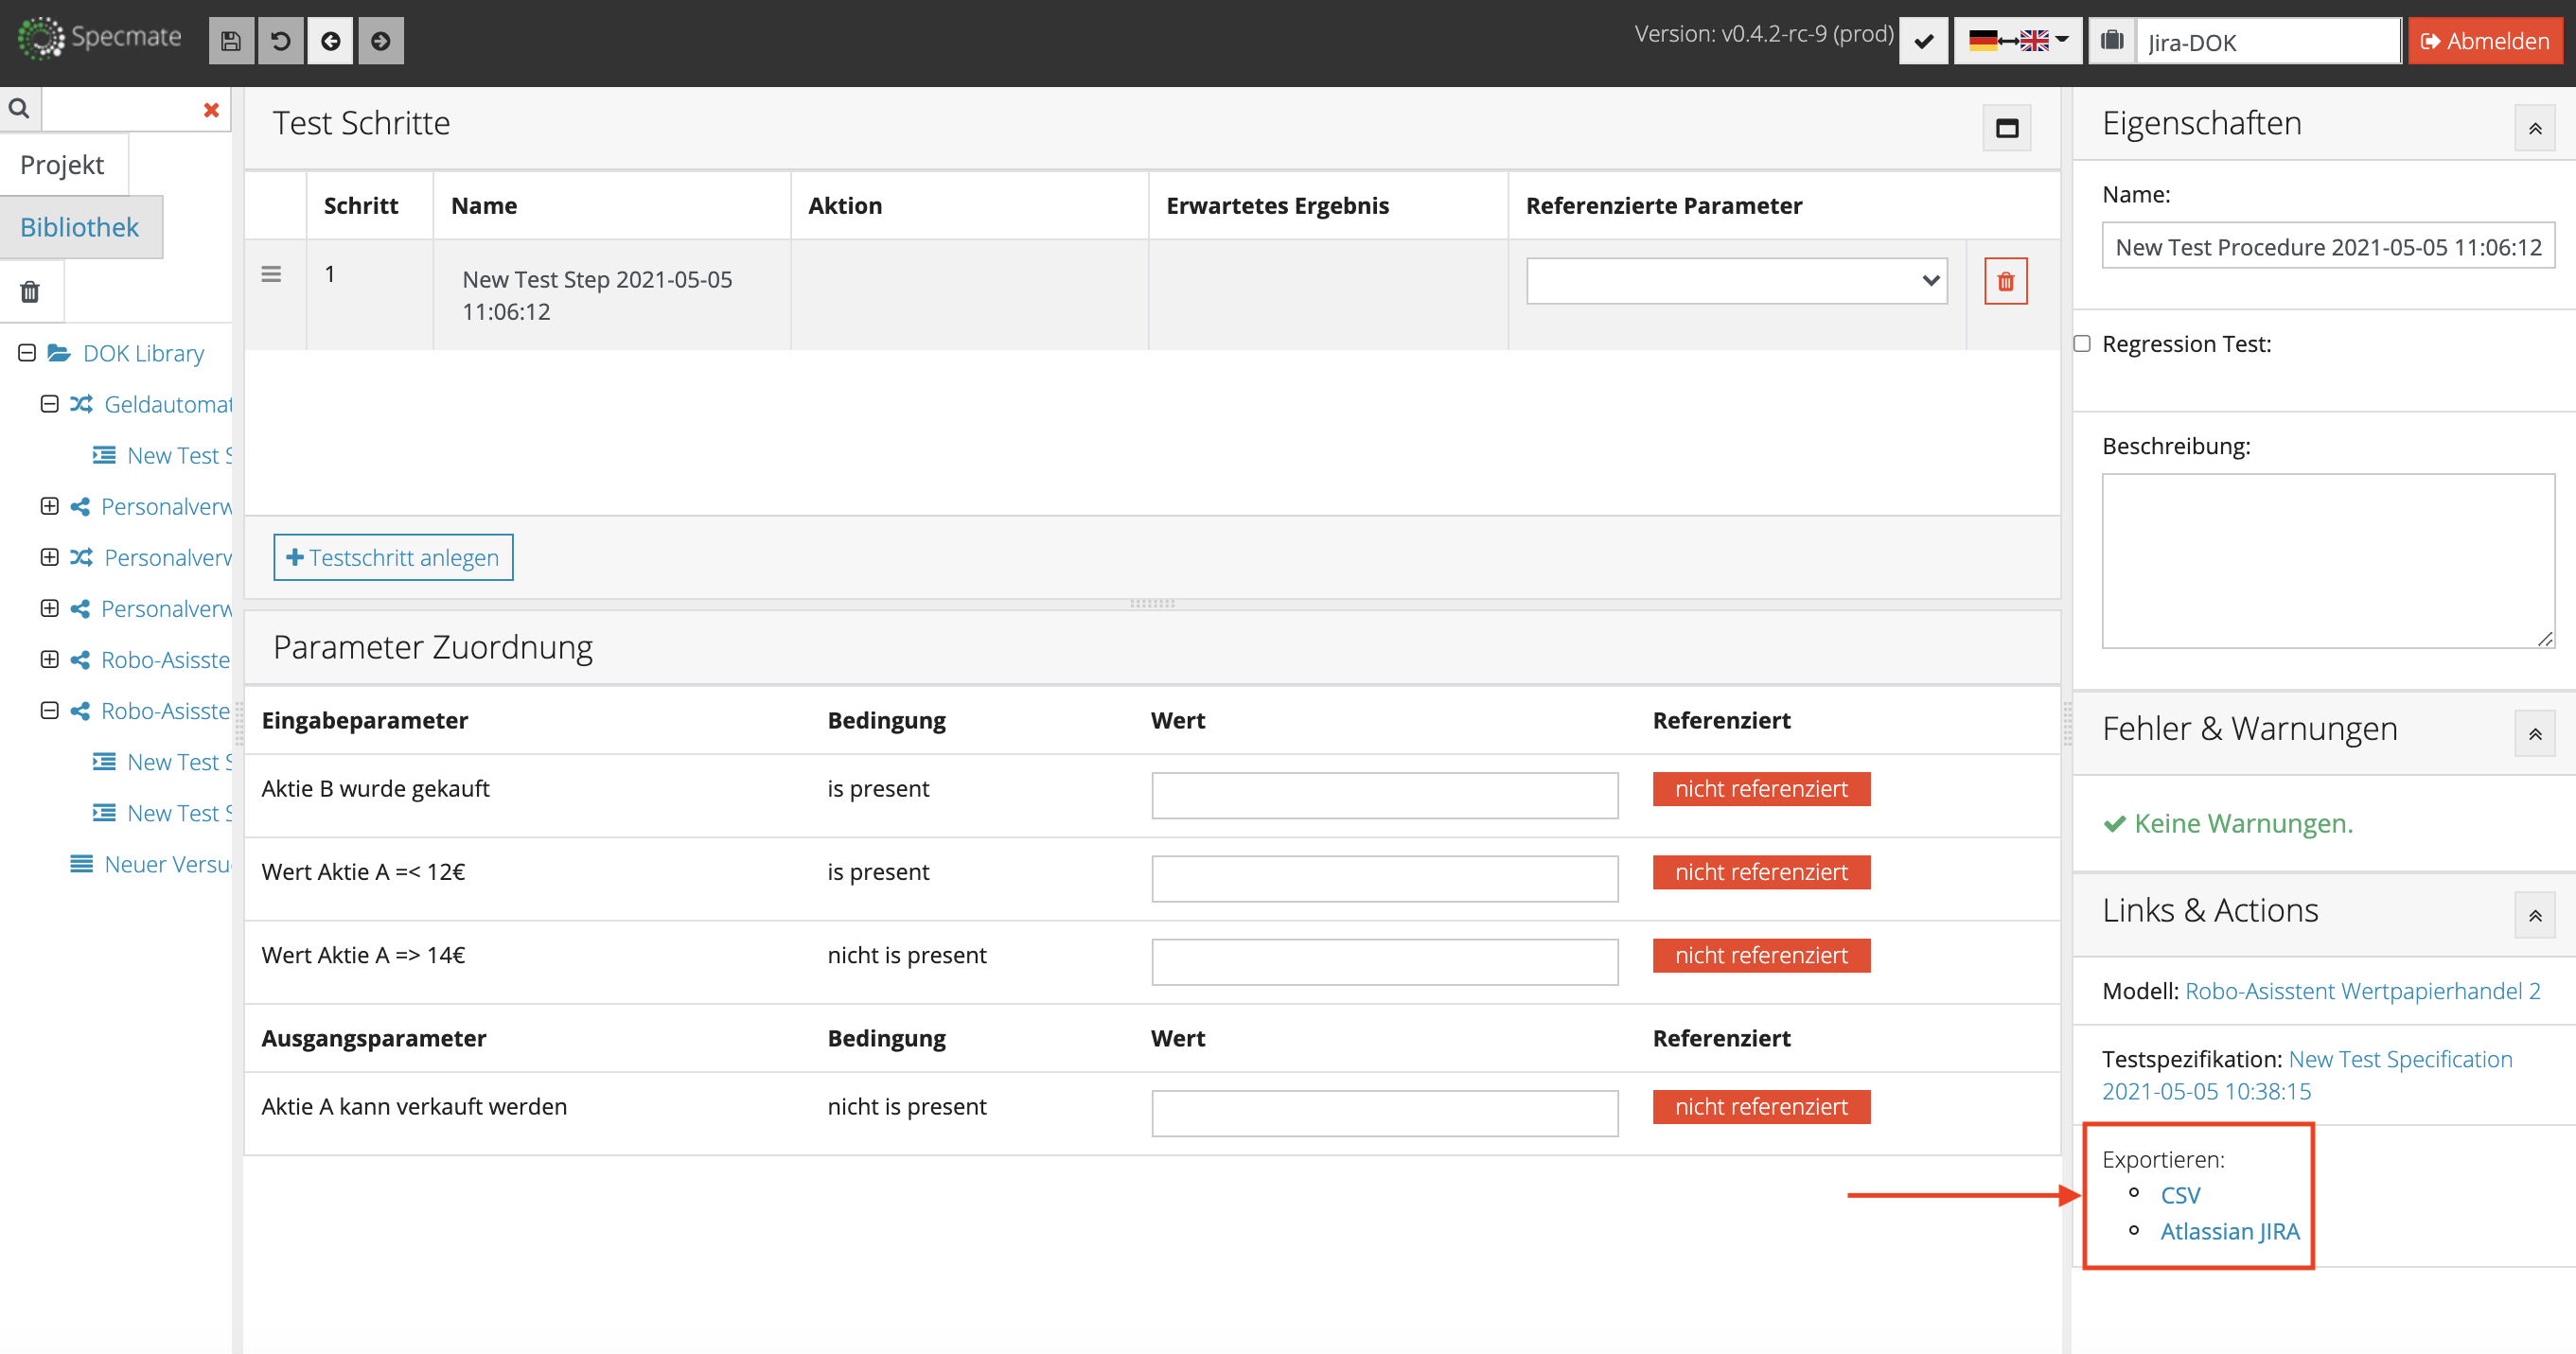 Specmate
Version: v0.4.2-rc-9 (prod)
Jira-DOK
Abmelden
Projekt
Bibliothek
DOK Library
Geldautomat
New Test S
Personalverw
Personalverw
Personalverw
Robo-Asisste
Robo-Asisste
New Test S
New Test S
Neuer Versu
Test Schritte
Schritt Name Aktion Erwartetes Ergebnis Referenzierte Parameter
1 New Test Step 2021-05-05
11:06:12
Testschritt anlegen
Parameter Zuordnung
Eingabeparameter Bedingung Wert Referenziert
Aktie B wurde gekauft is present nicht referenziert
Wert Aktie A =< 12€ is present nicht referenziert
Wert Aktie A => 14€ nicht is present nicht referenziert
Ausgangsparameter Bedingung Wert Referenziert
Aktie A kann verkauft werden nicht is present nicht referenziert
Eigenschaften
Name:
New Test Procedure 2021-05-05 11:06:12
Regression Test:
Beschreibung:
Fehler & Warnungen
Keine Warnungen.
Links & Actions
Modell: Robo-Asisstent Wertpapierhandel 2
Testspezifikation: New Test Specification
2021-05-05 10:38:15
Exportieren:
CSV
Atlassian JIRA